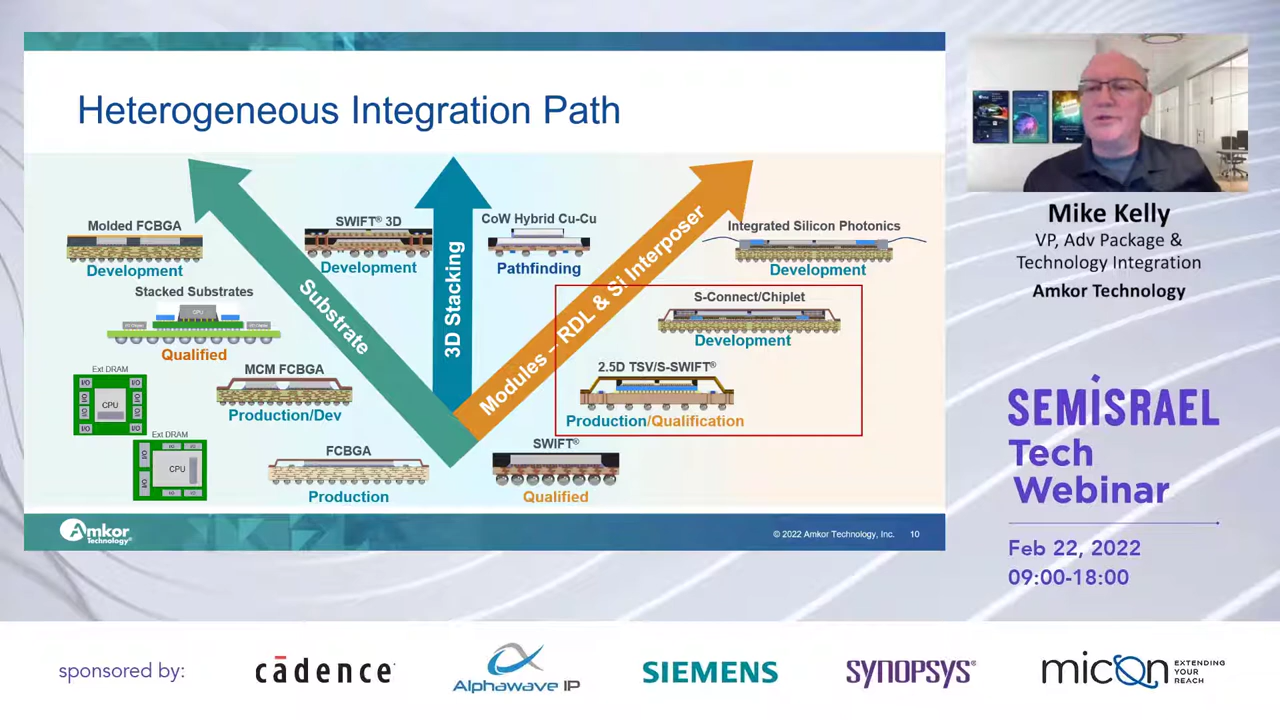 Heterogeneous Integration Path
Molded FCBGA
Development
Stacked Substrates
GPU
Qualified
Ext DRAM
I/O
I/O
I/O
I/O
CPU
I/O
I/O
I/O
I/O
MCM FCBGA
Production/Dev
Ext DRAM
I/O
I/O
CPU
FCBGA
Production
Substrate
SWIFT® 3D
Development
3D Stacking
CoW Hybrid Cu-Cu
Pathfinding
Modules – RDL & Si Interposer
Integrated Silicon Photonics
Development
S-Connect/Chiplet
Development
2.5D TSV/S-SWIFT®
Production/Qualification
SWIFT®
Qualified
Amkor
Technology®
© 2022 Amkor Technology, Inc. 10
Mike Kelly
VP, Adv Package &
Technology Integration
Amkor Technology
SEMISRAEL
Tech
Webinar
Feb 22, 2022
09:00-18:00
sponsored by:
cādence
Alphawave IP
SIEMENS
SYNOPSYS®
micon
EXTENDING
YOUR
REACH